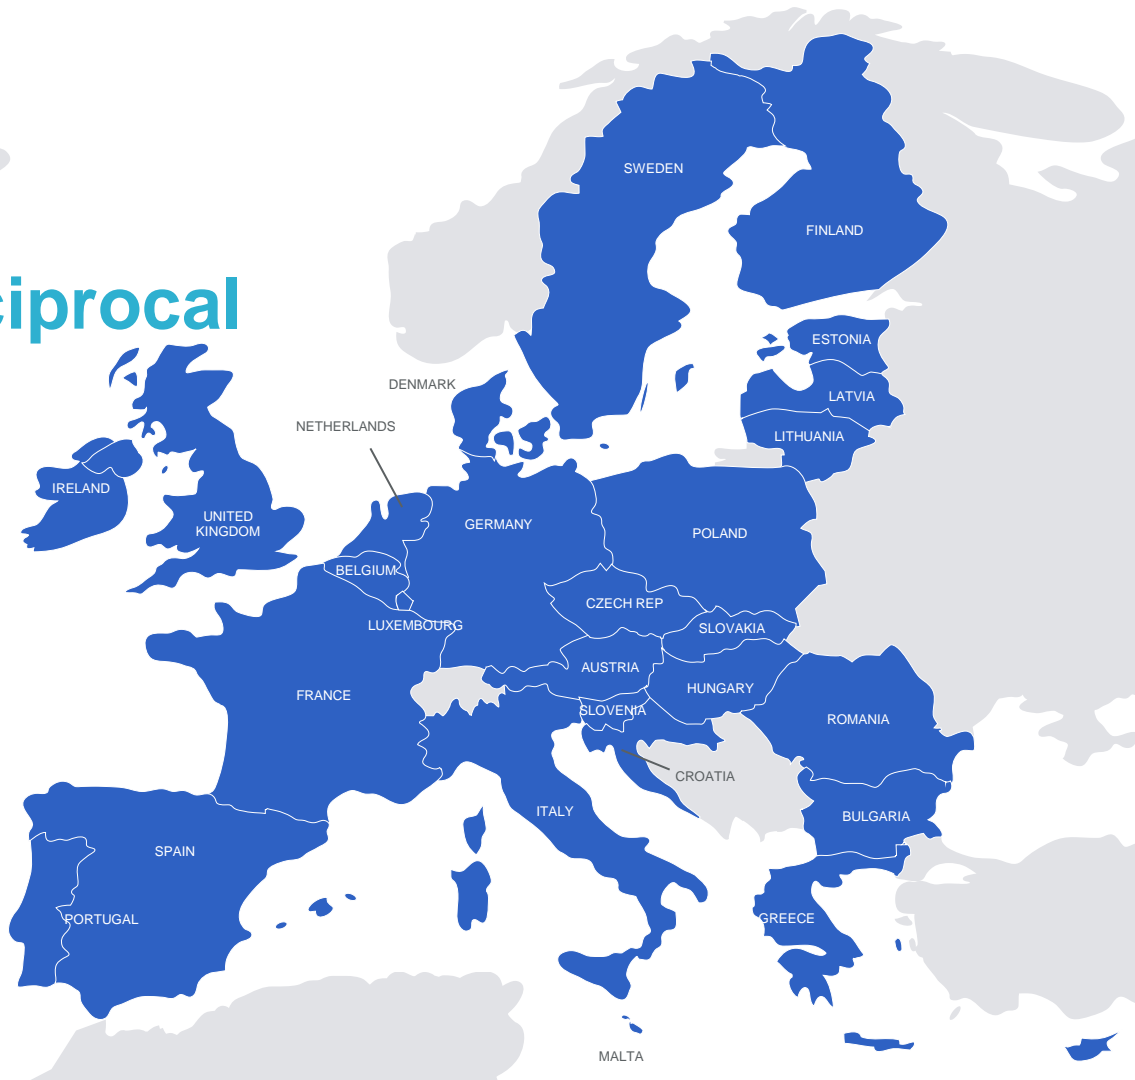 SWEDEN
FINLAND
ciprocal
ESTONIA
DENMARK
LATVIA
NETHERLANDS
LITHUANIA
IRELAND
UNITED
KINGDOM
GERMANY
POLAND
BELGIUM
CZECH REP
LUXEMBOURG
SLOVAKIA
AUSTRIA
HUNGARY
FRANCE
SLOVENIA
ROMANIA
CROATIA
ITALY
BULGARIA
SPAIN
PORTUGAL
GREECE
MALTA